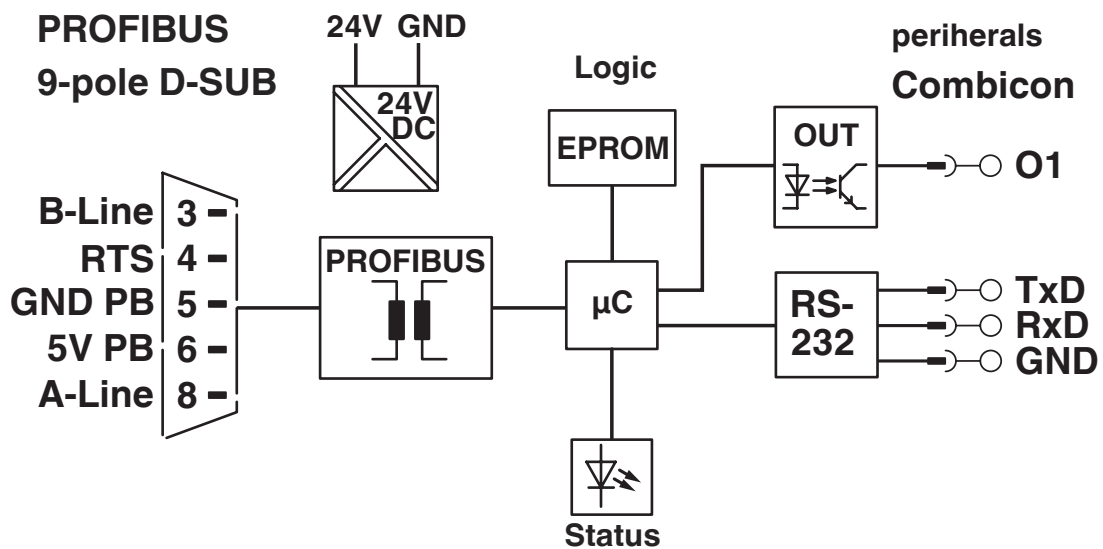 PROFIBUS
9-pole D-SUB
24V GND
24V
DC
Logic
EPROM
periherals
Combicon
OUT
O1
B-Line 3
RTS 4
GND PB 5
5V PB 6
A-Line 8
PROFIBUS
µC
RS-
232
TxD
RxD
GND
Status